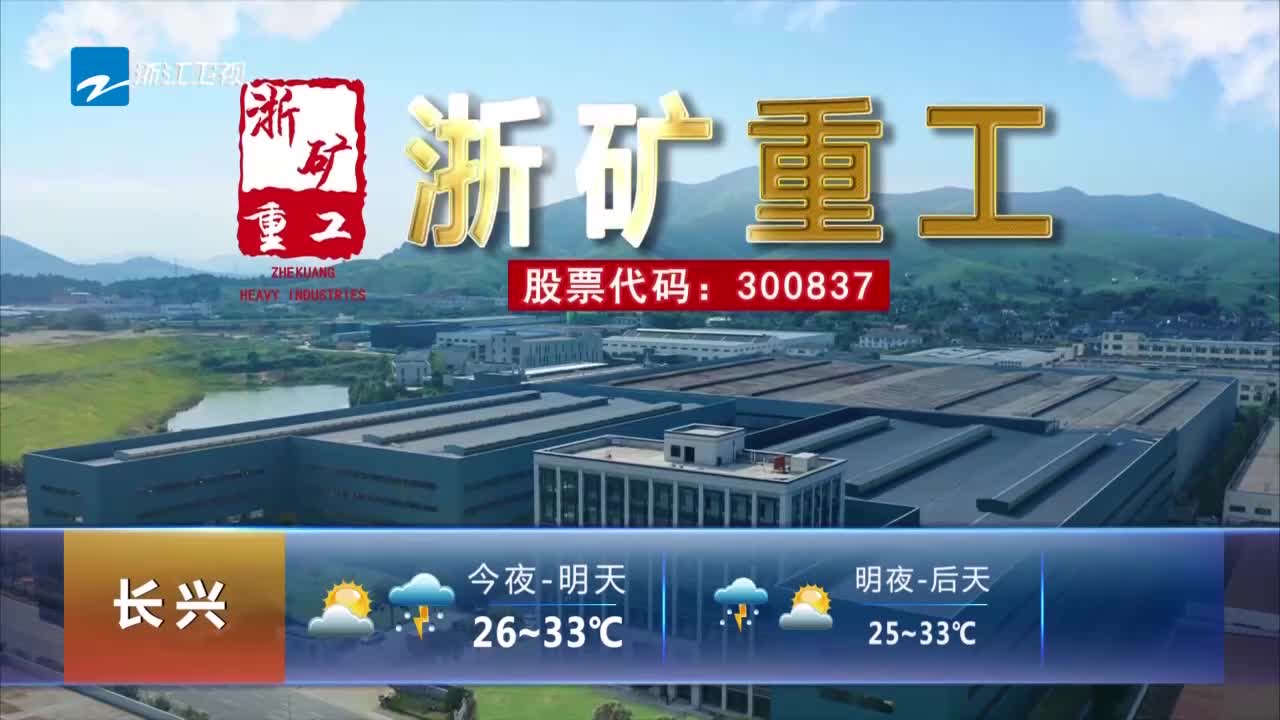 浙江卫视
浙矿
重工
ZHEKUANG
HEAVY INDUSTRIES
浙矿重工
股票代码：300837
长兴
今夜-明天
26~33℃
明夜-后天
25~33℃